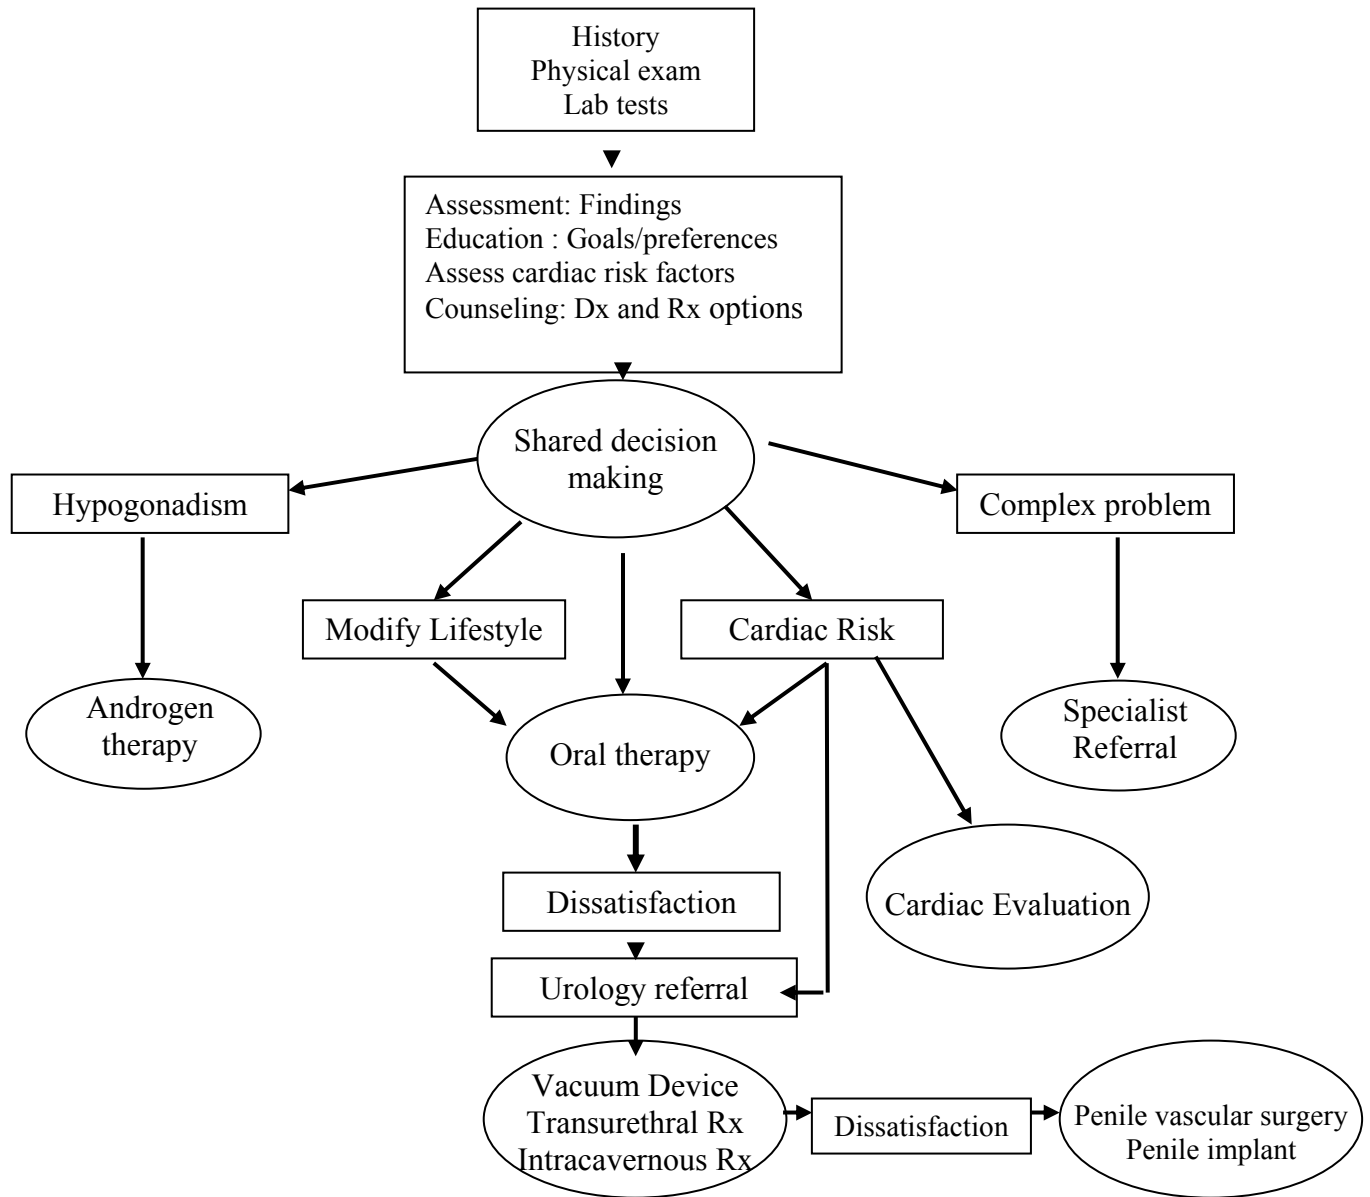 History
Physical exam
Lab tests
Assessment: Findings
Education : Goals/preferences
Assess cardiac risk factors
Counseling: Dx and Rx options
Shared decision
making
Hypogonadism
Complex problem
Modify Lifestyle
Cardiac Risk
Androgen
therapy
Oral therapy
Specialist
Referral
Dissatisfaction
Cardiac Evaluation
Urology referral
Vacuum Device
Transurethral Rx
Intracavernous Rx
Dissatisfaction
Penile vascular surgery
Penile implant